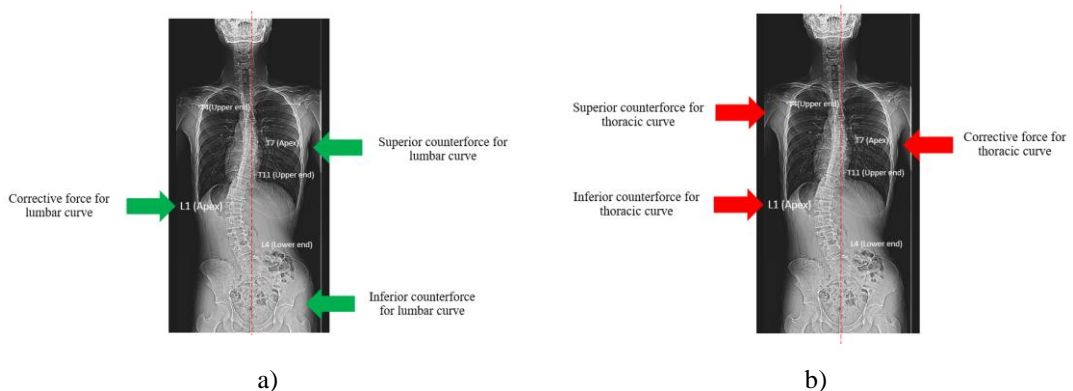 T4(Upper end)
T7 (Apex)
T11 (Upper end)
L1 (Apex)
L4 (Lower end)
Superior counterforce for
lumbar curve
Corrective force for
lumbar curve
Inferior counterforce
for lumbar curve
a)
Superior counterforce for
thoracic curve
T4(Upper end)
T7 (Apex)
Corrective force for
thoracic curve
T11 (Upper end)
Inferior counterforce for
thoracic curve
L1 (Apex)
L4 (Lower end)
b)